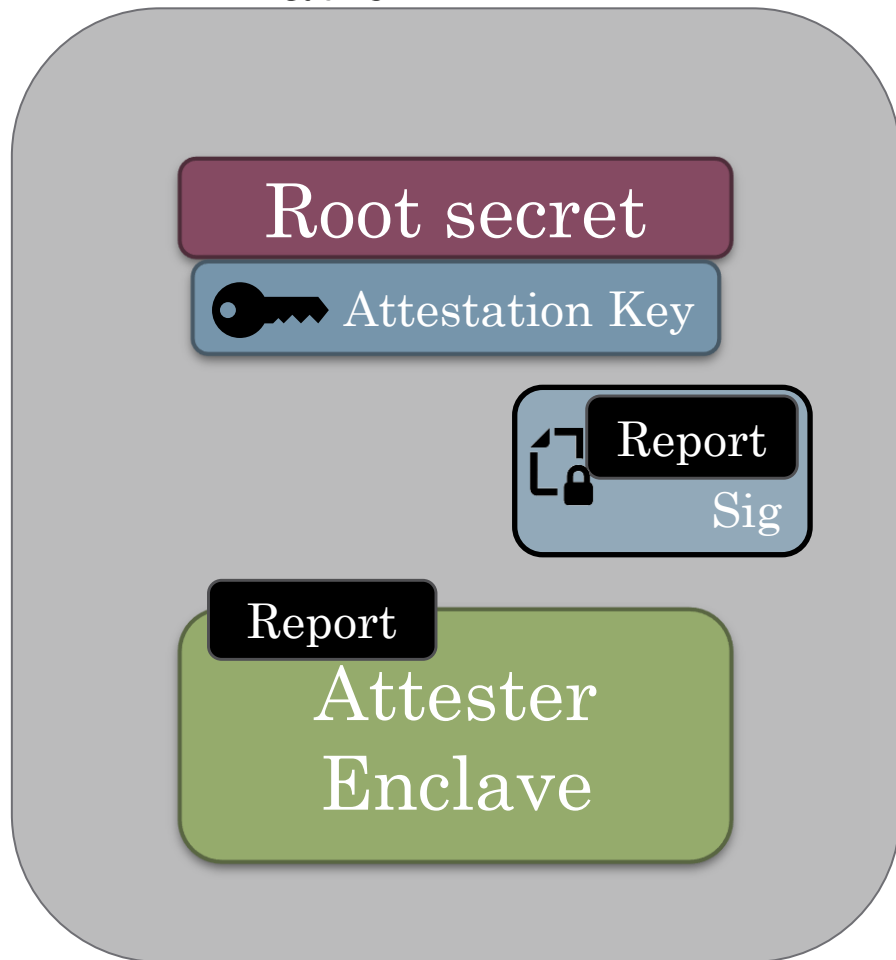 Root secret
Attestation Key
Report
Sig
Report
Attester
Enclave